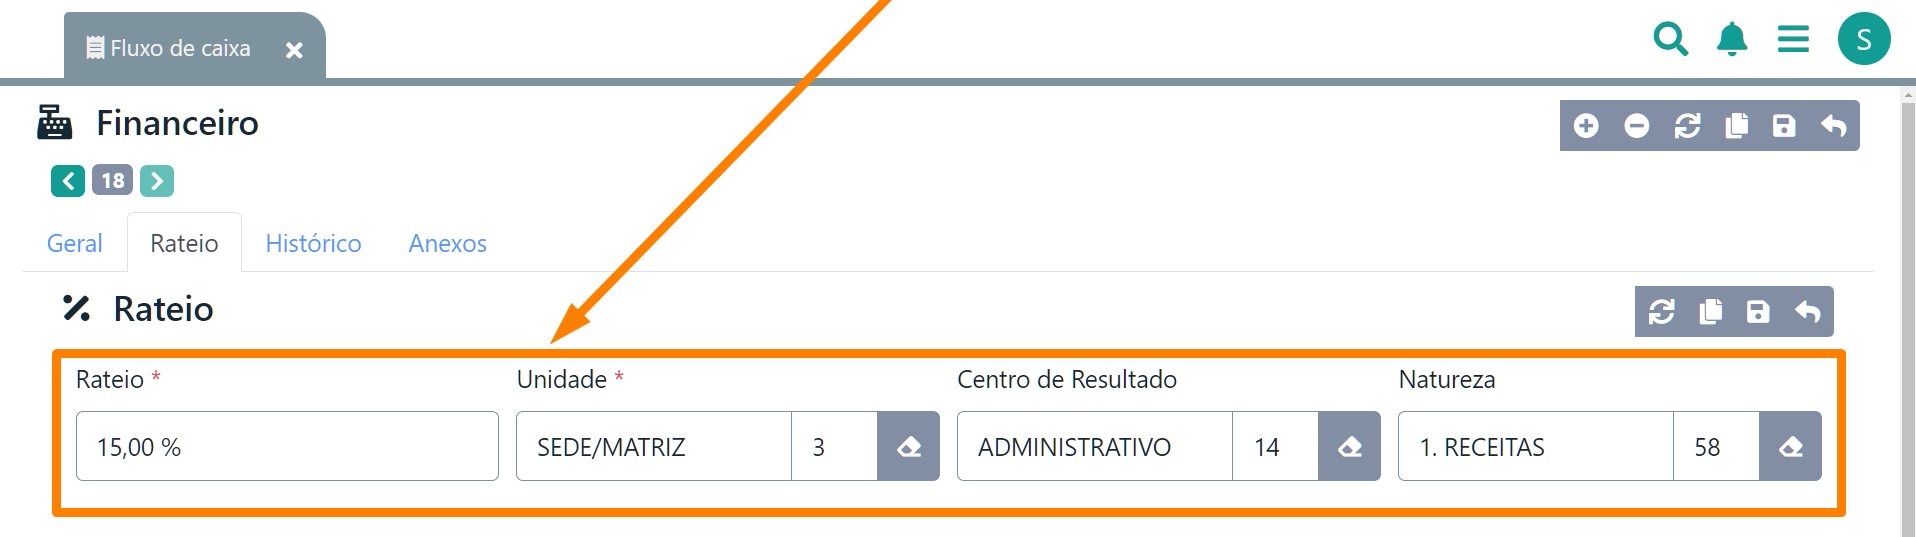 Fluxo de caixa
S
Financeiro
18
Geral Rateio Histórico Anexos
Rateio
Rateio * Unidade * Centro de Resultado Natureza
15,00 % SEDE/MATRIZ 3 ADMINISTRATIVO 14 1. RECEITAS 58